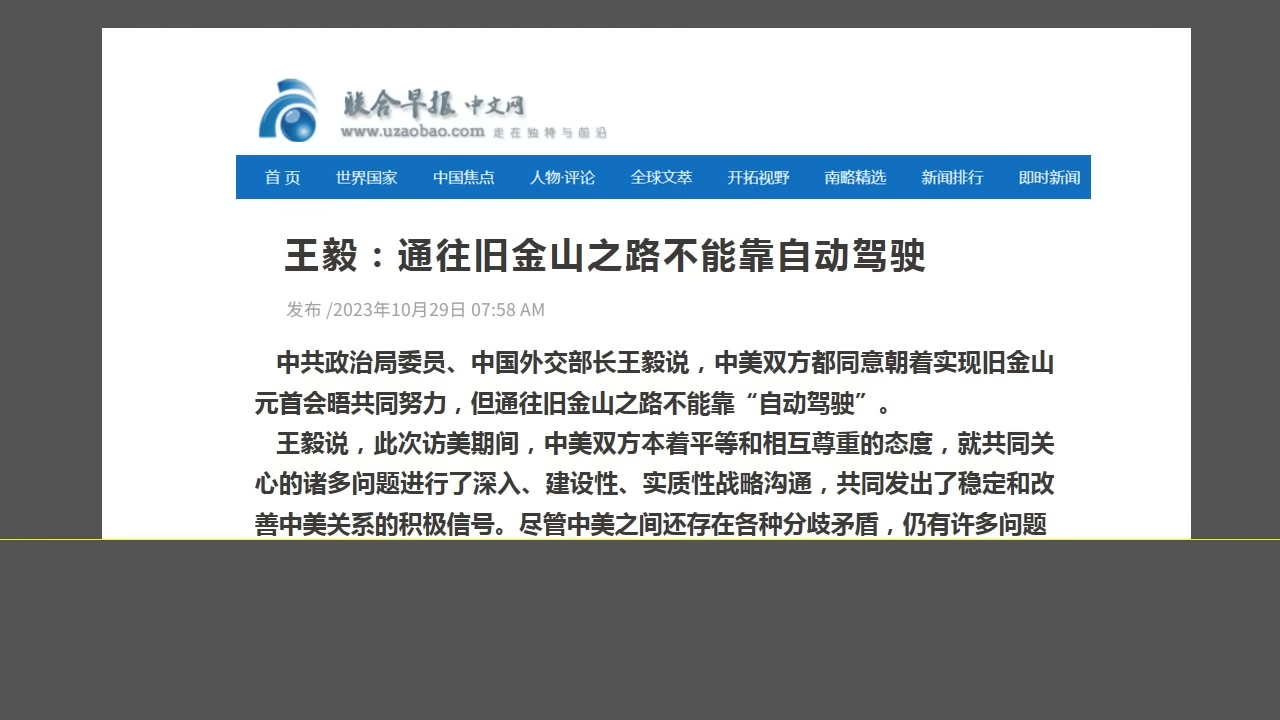 联合早报 中文网
www.uzaobao.com 走在独特与前沿
首页 世界国家 中国焦点 人物·评论 全球文萃 开拓视野 南略精选 新闻排行 即时新闻
王毅：通往旧金山之路不能靠自动驾驶
发布 /2023年10月29日 07:58 AM
中共政治局委员、中国外交部长王毅说，中美双方都同意朝着实现旧金山
元首会晤共同努力，但通往旧金山之路不能靠“自动驾驶”。
王毅说，此次访美期间，中美双方本着平等和相互尊重的态度，就共同关
心的诸多问题进行了深入、建设性、实质性战略沟通，共同发出了稳定和改
善中美关系的积极信号。尽管中美之间还存在各种分歧矛盾，仍有许多问题